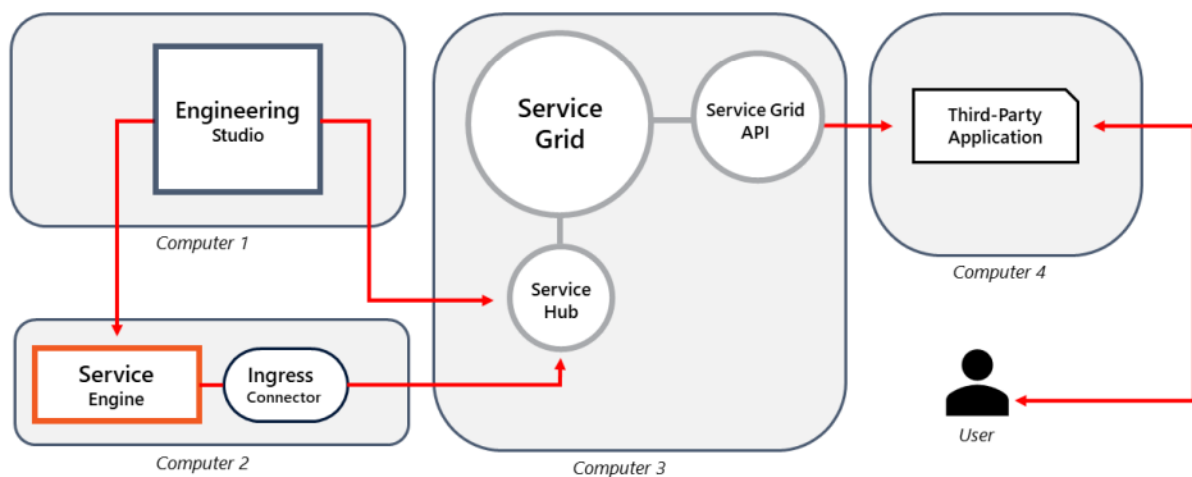 Engineering
Studio
Computer 1
Service
Engine
Ingress
Connector
Computer 2
Service
Grid
Service Grid
API
Service
Hub
Computer 3
Third-Party
Application
Computer 4
User